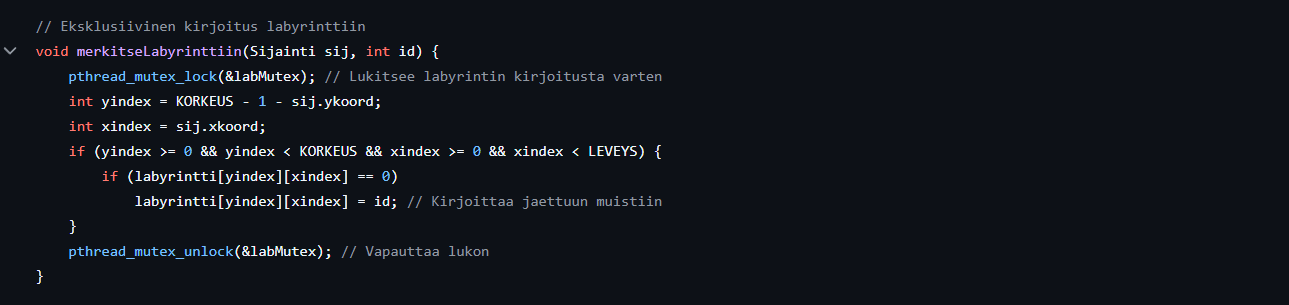 // Eksklusiivinen kirjoitus labyrinttiin
void merkitseLabyrinttiin(Sijainti sij, int id) {
    pthread_mutex_lock(&labMutex); // Lukitsee labyrintin kirjoitusta varten
    int yindex = KORKEUS - 1 - sij.ykoord;
    int xindex = sij.xkoord;
    if (yindex >= 0 && yindex < KORKEUS && xindex >= 0 && xindex < LEVEYS) {
        if (labyrintti[yindex][xindex] == 0)
            labyrintti[yindex][xindex] = id; // Kirjoittaa jaettuun muistiin
    }
    pthread_mutex_unlock(&labMutex); // Vapauttaa lukon
}